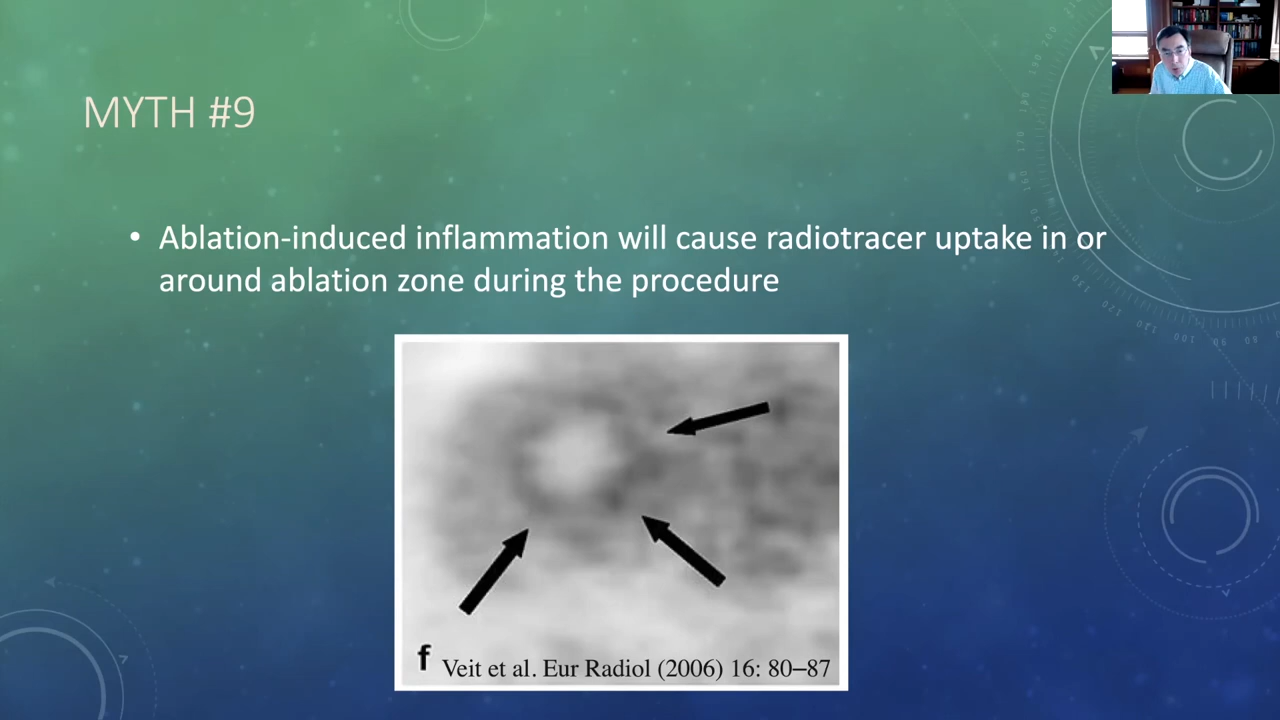 MYTH #9
• Ablation-induced inflammation will cause radiotracer uptake in or
around ablation zone during the procedure
f Veit et al. Eur Radiol (2006) 16: 80–87